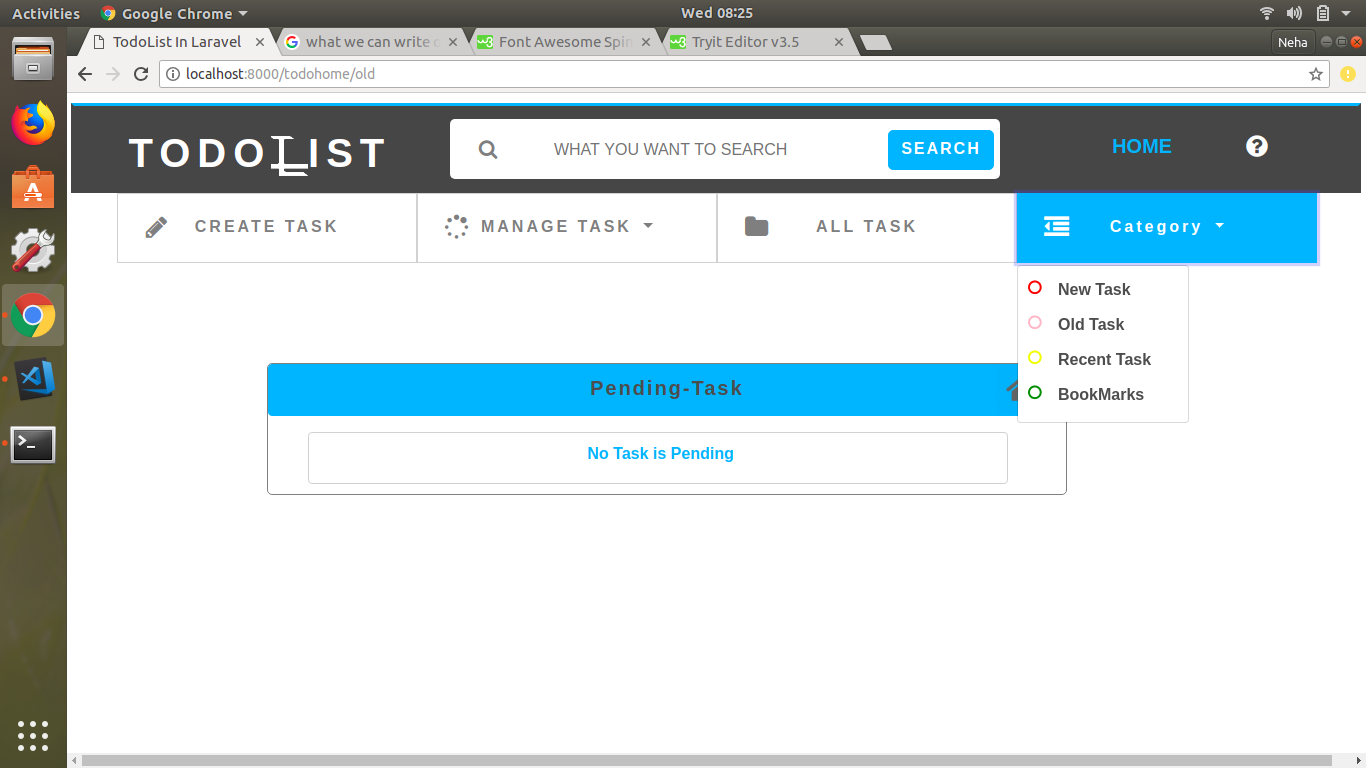 Activities Google Chrome Wed 08:25
TodoList In Laravel what we can write Font Awesome Spin Tryit Editor v3.5 Neha
localhost:8000/todohome/old
TODOLIST WHAT YOU WANT TO SEARCH SEARCH HOME
CREATE TASK MANAGE TASK ALL TASK Category
New Task
Old Task
Recent Task
BookMarks
Pending-Task
No Task is Pending